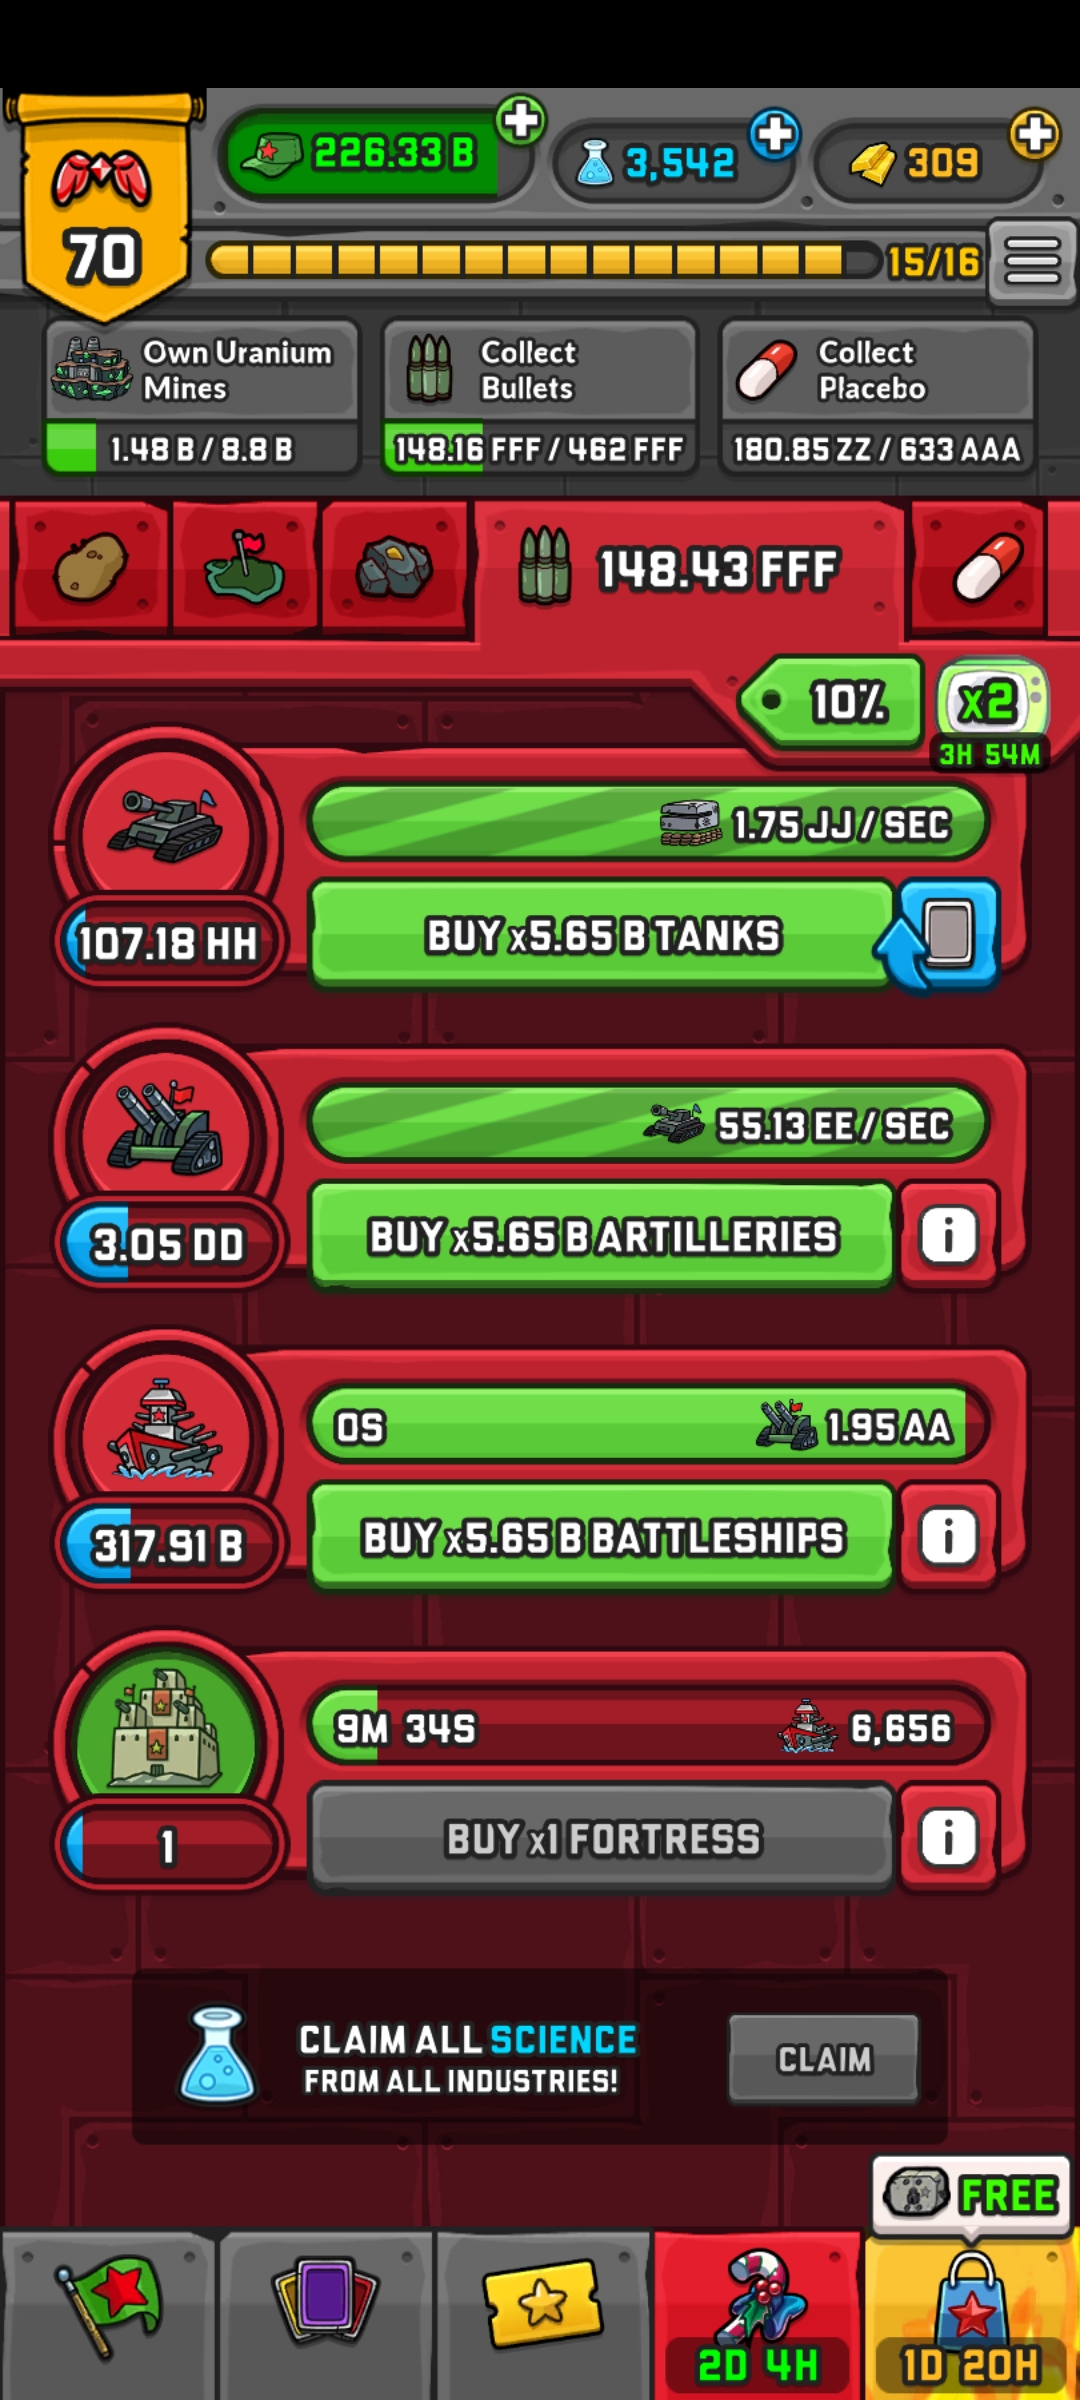 226.33 B
3,542
309
70
15/16
Own Uranium
Mines
1.48 B / 8.8 B
Collect
Bullets
148.16 FFF / 462 FFF
Collect
Placebo
180.85 ZZ / 633 AAA
148.43 FFF
10%
x2
3H 54M
1.75 JJ / SEC
107.18 HH
BUY x5.65 B TANKS
55.13 EE / SEC
3.05 DD
BUY x5.65 B ARTILLERIES
i
0S
1.95 AA
317.91 B
BUY x5.65 B BATTLESHIPS
i
9M 34S
6,656
1
BUY x1 FORTRESS
i
CLAIM ALL SCIENCE
FROM ALL INDUSTRIES!
CLAIM
FREE
2D 4H
1D 20H